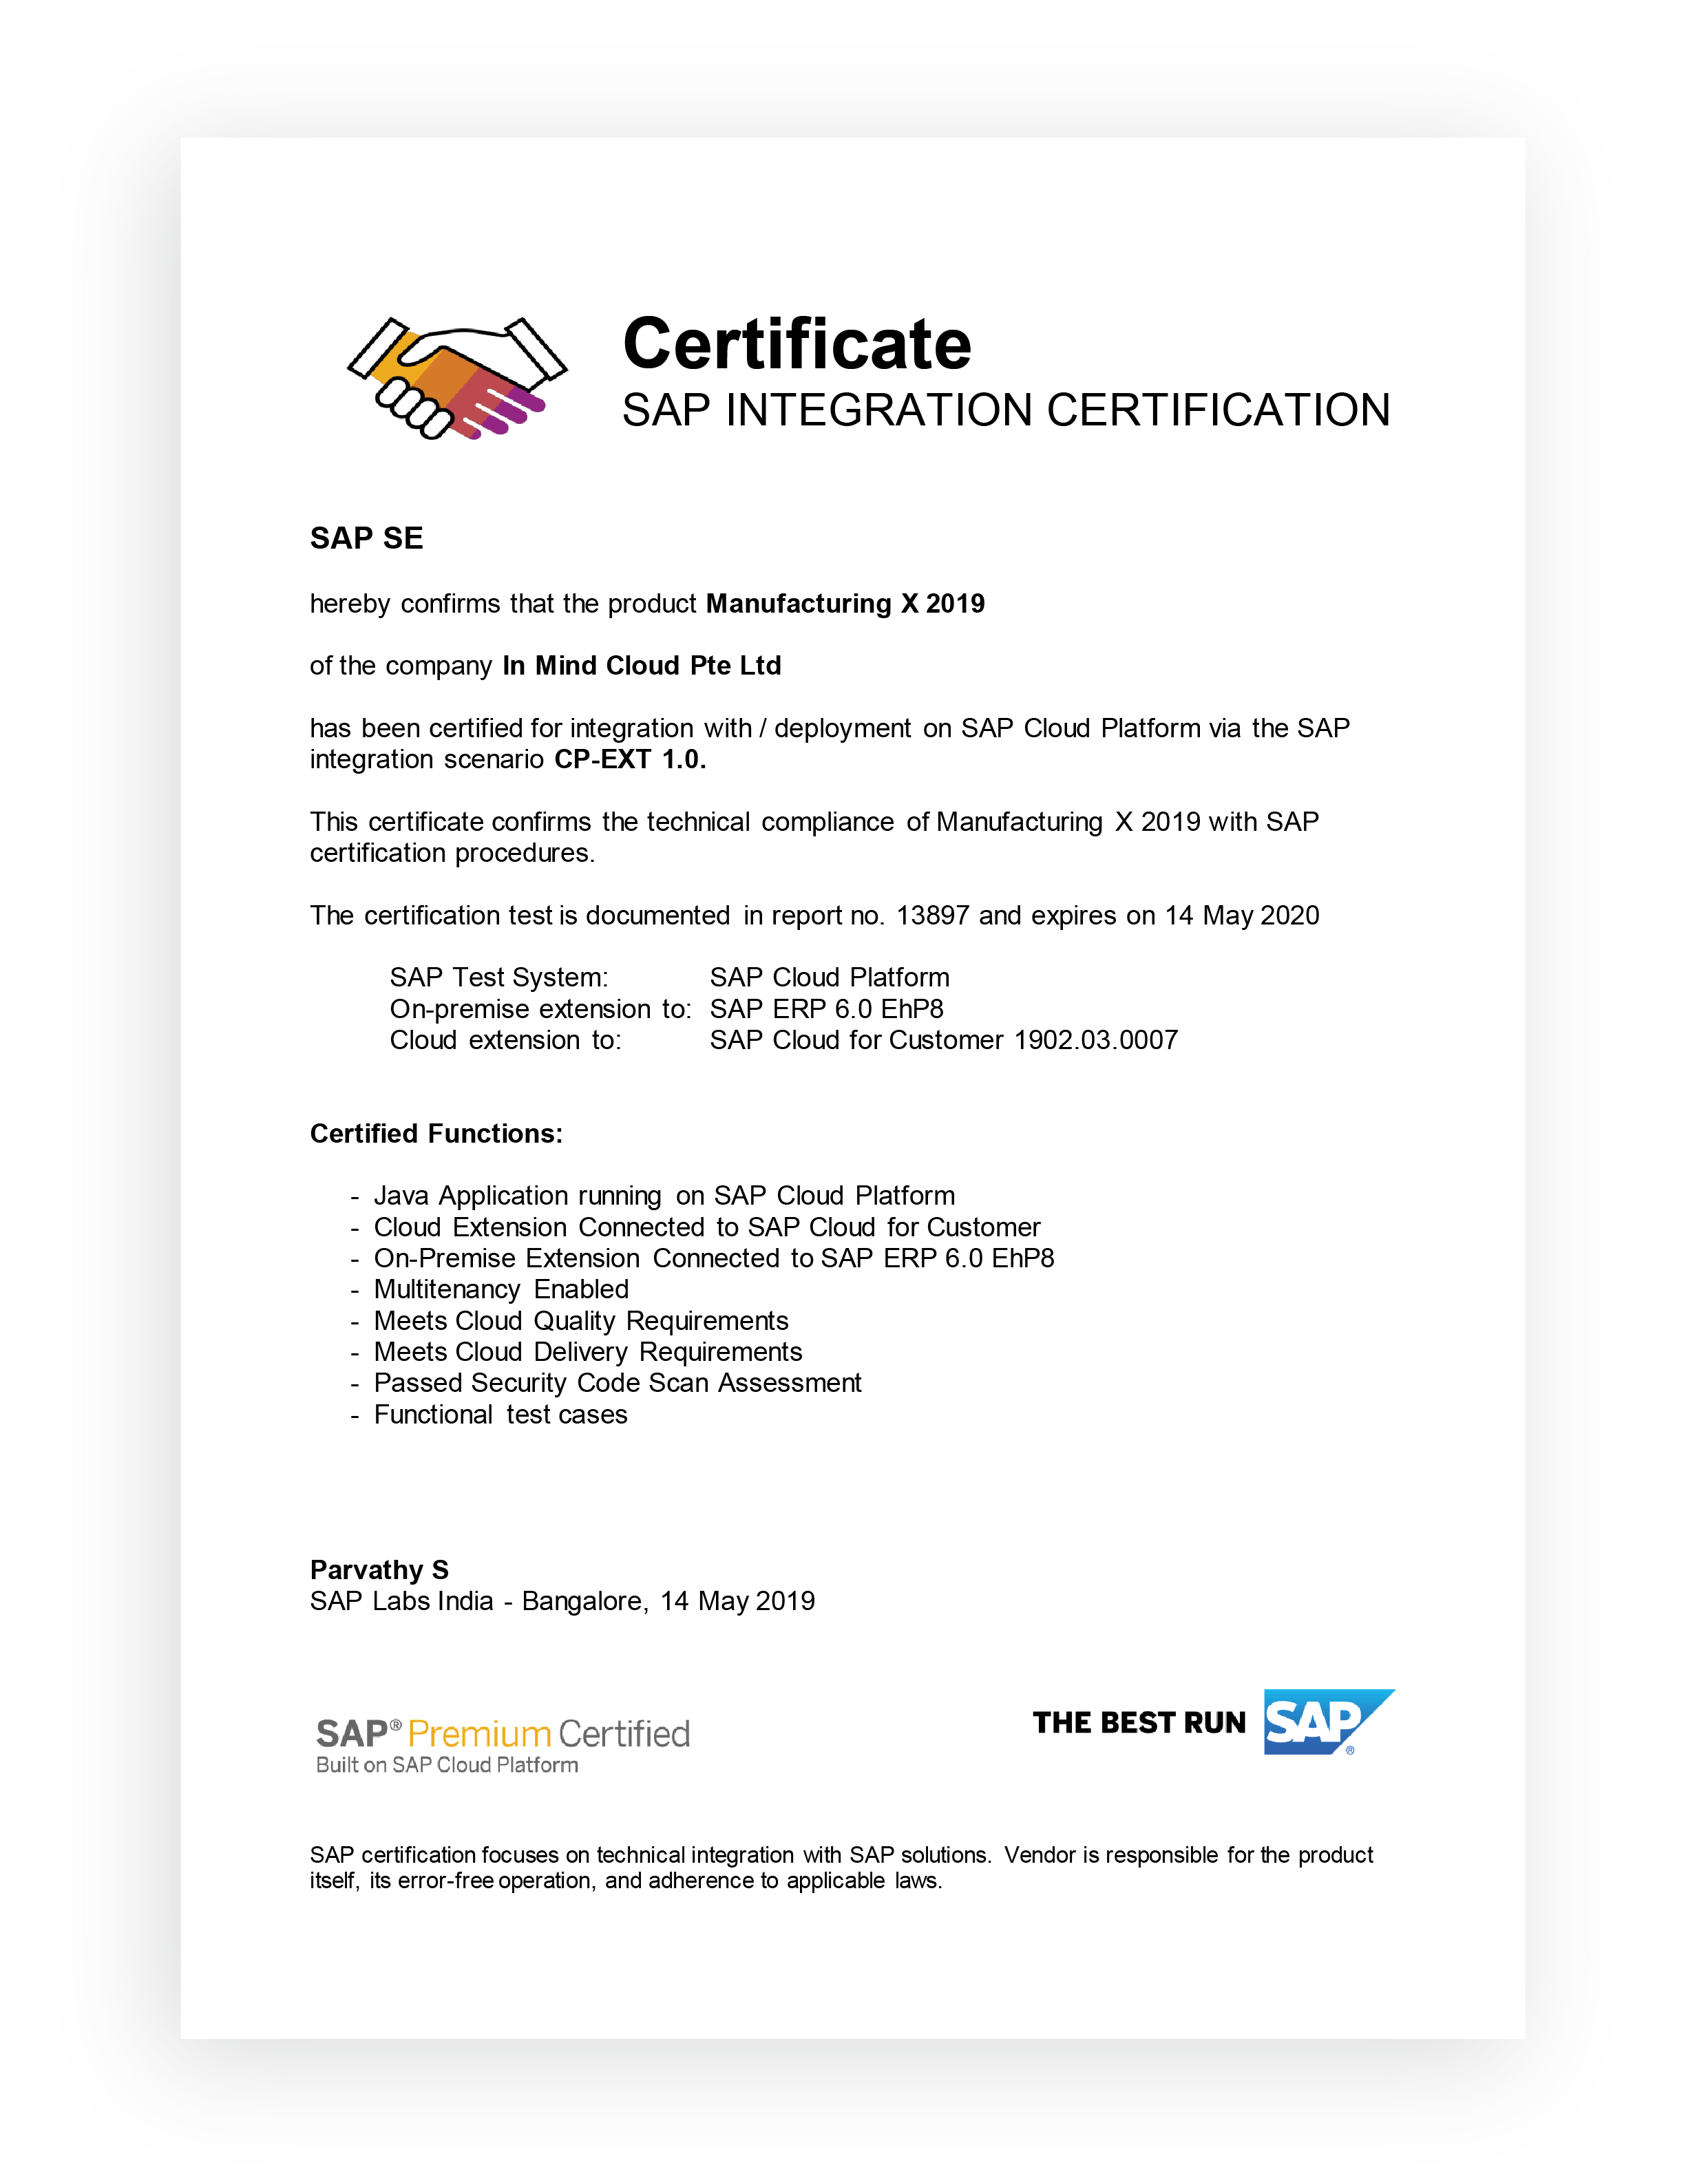 Certificate
SAP INTEGRATION CERTIFICATION
SAP SE
hereby confirms that the product Manufacturing X 2019
of the company In Mind Cloud Pte Ltd
has been certified for integration with / deployment on SAP Cloud Platform via the SAP
integration scenario CP-EXT 1.0.
This certificate confirms the technical compliance of Manufacturing X 2019 with SAP
certification procedures.
The certification test is documented in report no. 13897 and expires on 14 May 2020
SAP Test System: SAP Cloud Platform
On-premise extension to: SAP ERP 6.0 EhP8
Cloud extension to: SAP Cloud for Customer 1902.03.0007
Certified Functions:
- Java Application running on SAP Cloud Platform
- Cloud Extension Connected to SAP Cloud for Customer
- On-Premise Extension Connected to SAP ERP 6.0 EhP8
- Multitenancy Enabled
- Meets Cloud Quality Requirements
- Meets Cloud Delivery Requirements
- Passed Security Code Scan Assessment
- Functional test cases
Parvathy S
SAP Labs India - Bangalore, 14 May 2019
SAP® Premium Certified
Built on SAP Cloud Platform
THE BEST RUN SAP®
SAP certification focuses on technical integration with SAP solutions. Vendor is responsible for the product
itself, its error-free operation, and adherence to applicable laws.